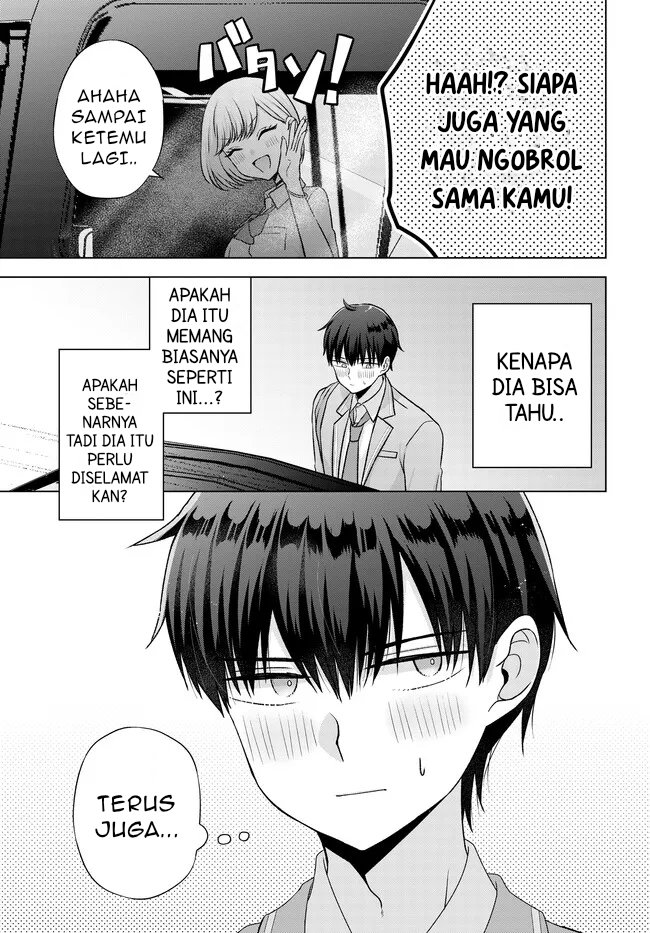 HAAH!? SIAPA
JUGA YANG
MAU NGOBROL
SAMA KAMU!
バタン!
AHAHA
SAMPAI
KETEMU
LAGI..
KENAPA
DIA BISA
TAHU..
APAKAH
DIA ITU
MEMANG
BIASANYA
SEPERTI
INI...?
APAKAH
SEBE-
NARNYA
TADI DIA ITU
PERLU
DISELAMAT
KAN?
TERUS
JUGA...